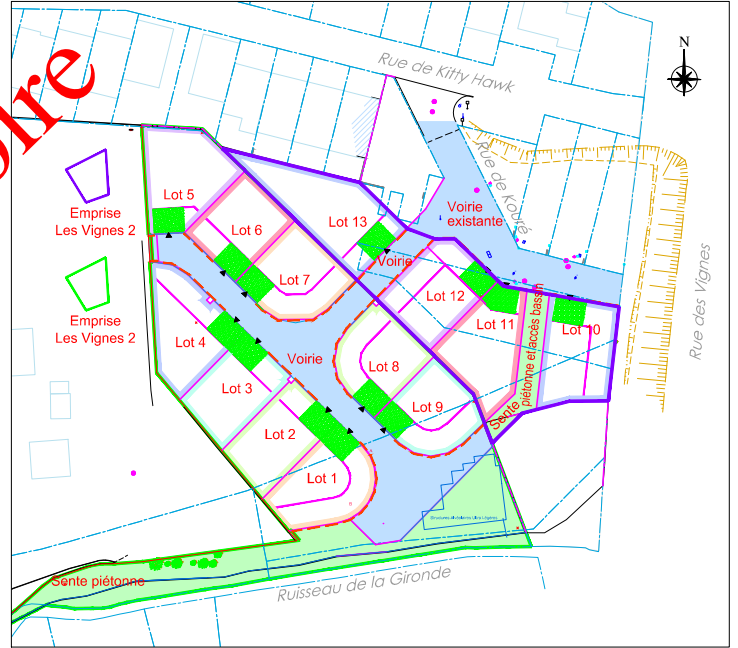 oire
N
Rue de Kitty Hawk
Rue de Kouré
Rue des Vignes
Emprise
Les Vignes 2
Emprise
Les Vignes 2
Lot 5
Lot 6
Lot 7
Lot 13
Voirie
existante
Voirie
Lot 12
Lot 11
Lot 10
Sente piétonne et accès bassin
Lot 4
Lot 3
Lot 2
Lot 1
Voirie
Lot 8
Lot 9
Sente piétonne
Ruisseau de la Gironde